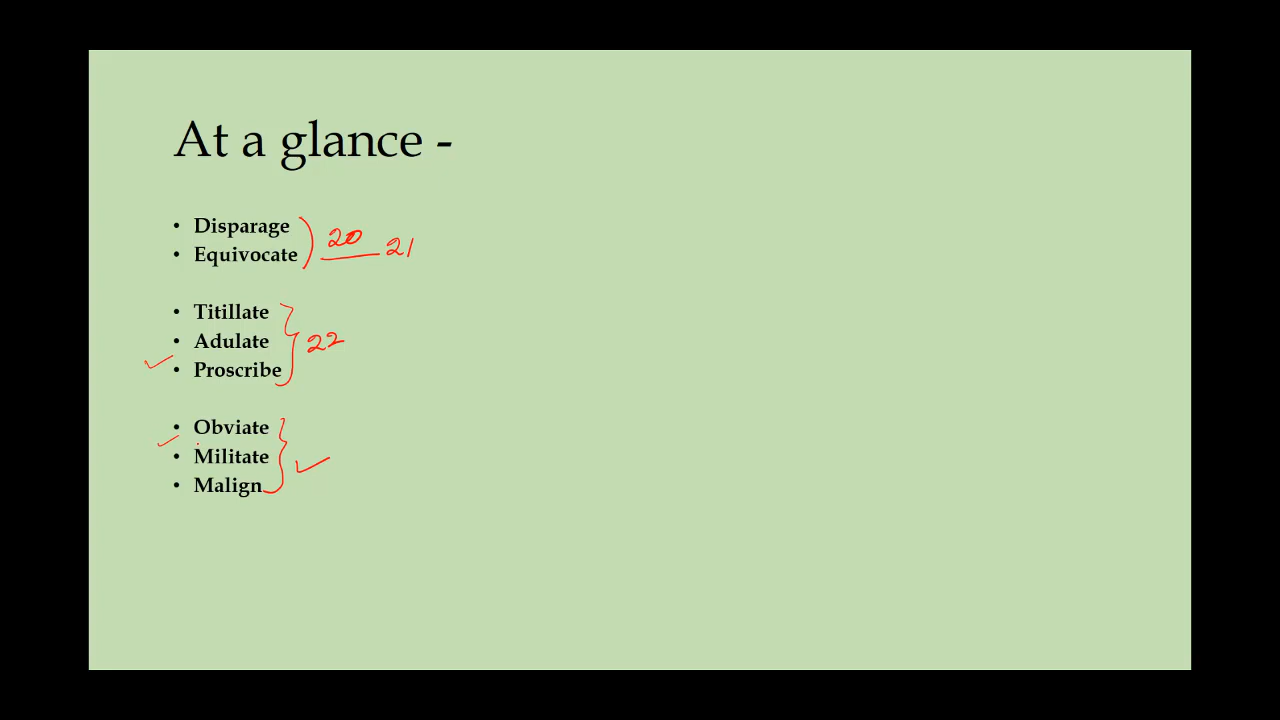 At a glance -
• Disparage
• Equivocate
20 21
• Titillate
• Adulate
• Proscribe
22
• Obviate
• Militate
• Malign